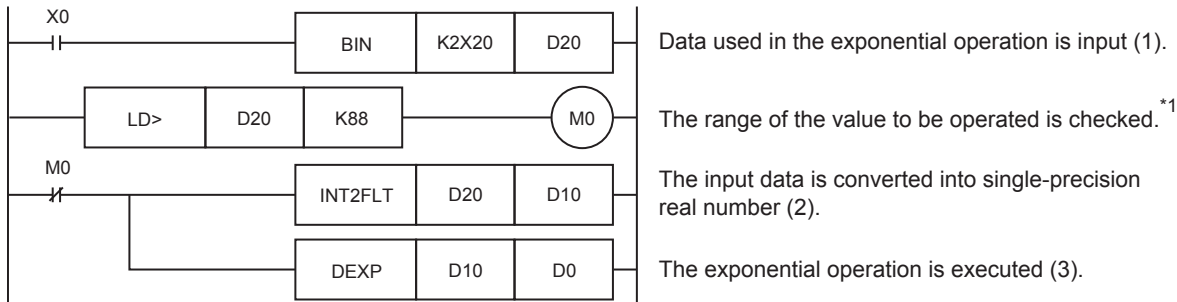 X0
BIN K2X20 D20 Data used in the exponential operation is input (1).
LD> D20 K88 M0 The range of the value to be operated is checked.*1
M0
INT2FLT D20 D10 The input data is converted into single-precision
real number (2).
DEXP D10 D0 The exponential operation is executed (3).